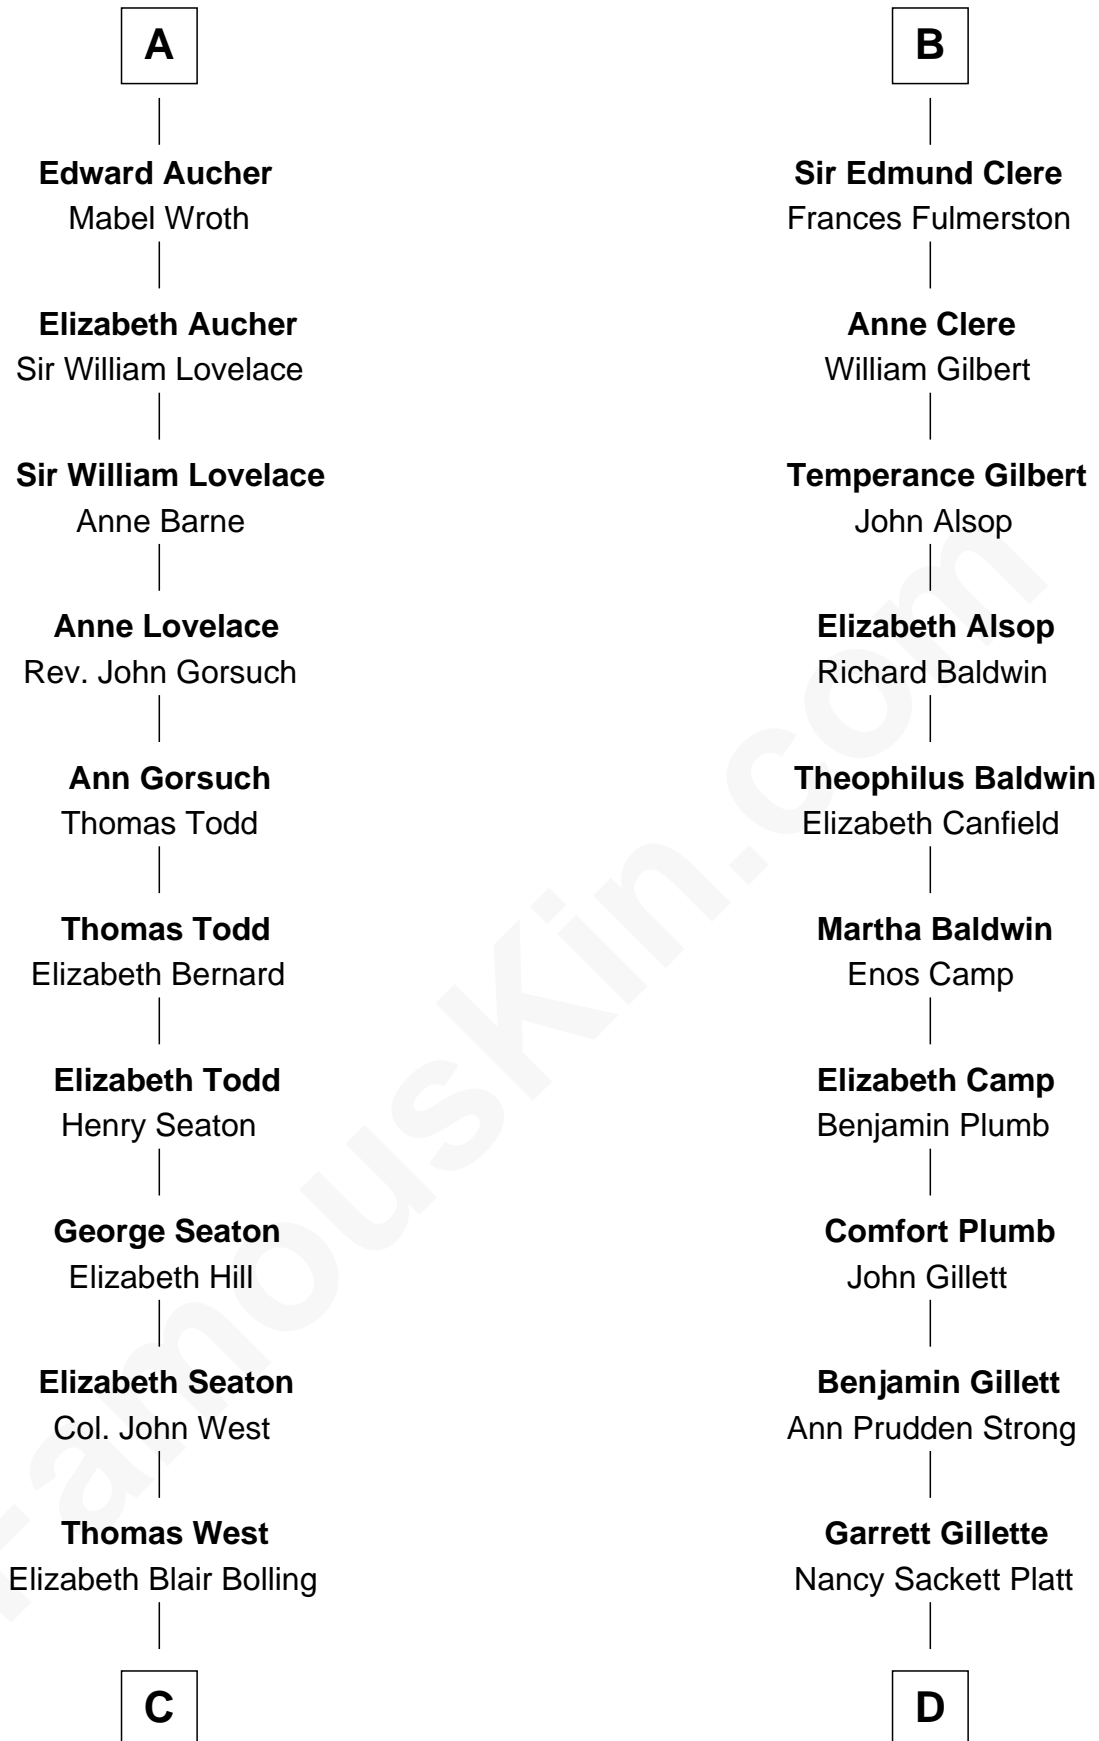 A
Edward Aucher
Mabel Wroth
Elizabeth Aucher
Sir William Lovelace
Sir William Lovelace
Anne Barne
Anne Lovelace
Rev. John Gorsuch
Ann Gorsuch
Thomas Todd
Thomas Todd
Elizabeth Bernard
Elizabeth Todd
Henry Seaton
George Seaton
Elizabeth Hill
Elizabeth Seaton
Col. John West
Thomas West
Elizabeth Blair Bolling
C
B
Sir Edmund Clere
Frances Fulmerston
Anne Clere
William Gilbert
Temperance Gilbert
John Alsop
Elizabeth Alsop
Richard Baldwin
Theophilus Baldwin
Elizabeth Canfield
Martha Baldwin
Enos Camp
Elizabeth Camp
Benjamin Plumb
Comfort Plumb
John Gillett
Benjamin Gillett
Ann Prudden Strong
Garrett Gillette
Nancy Sackett Platt
D
FamousKin.com